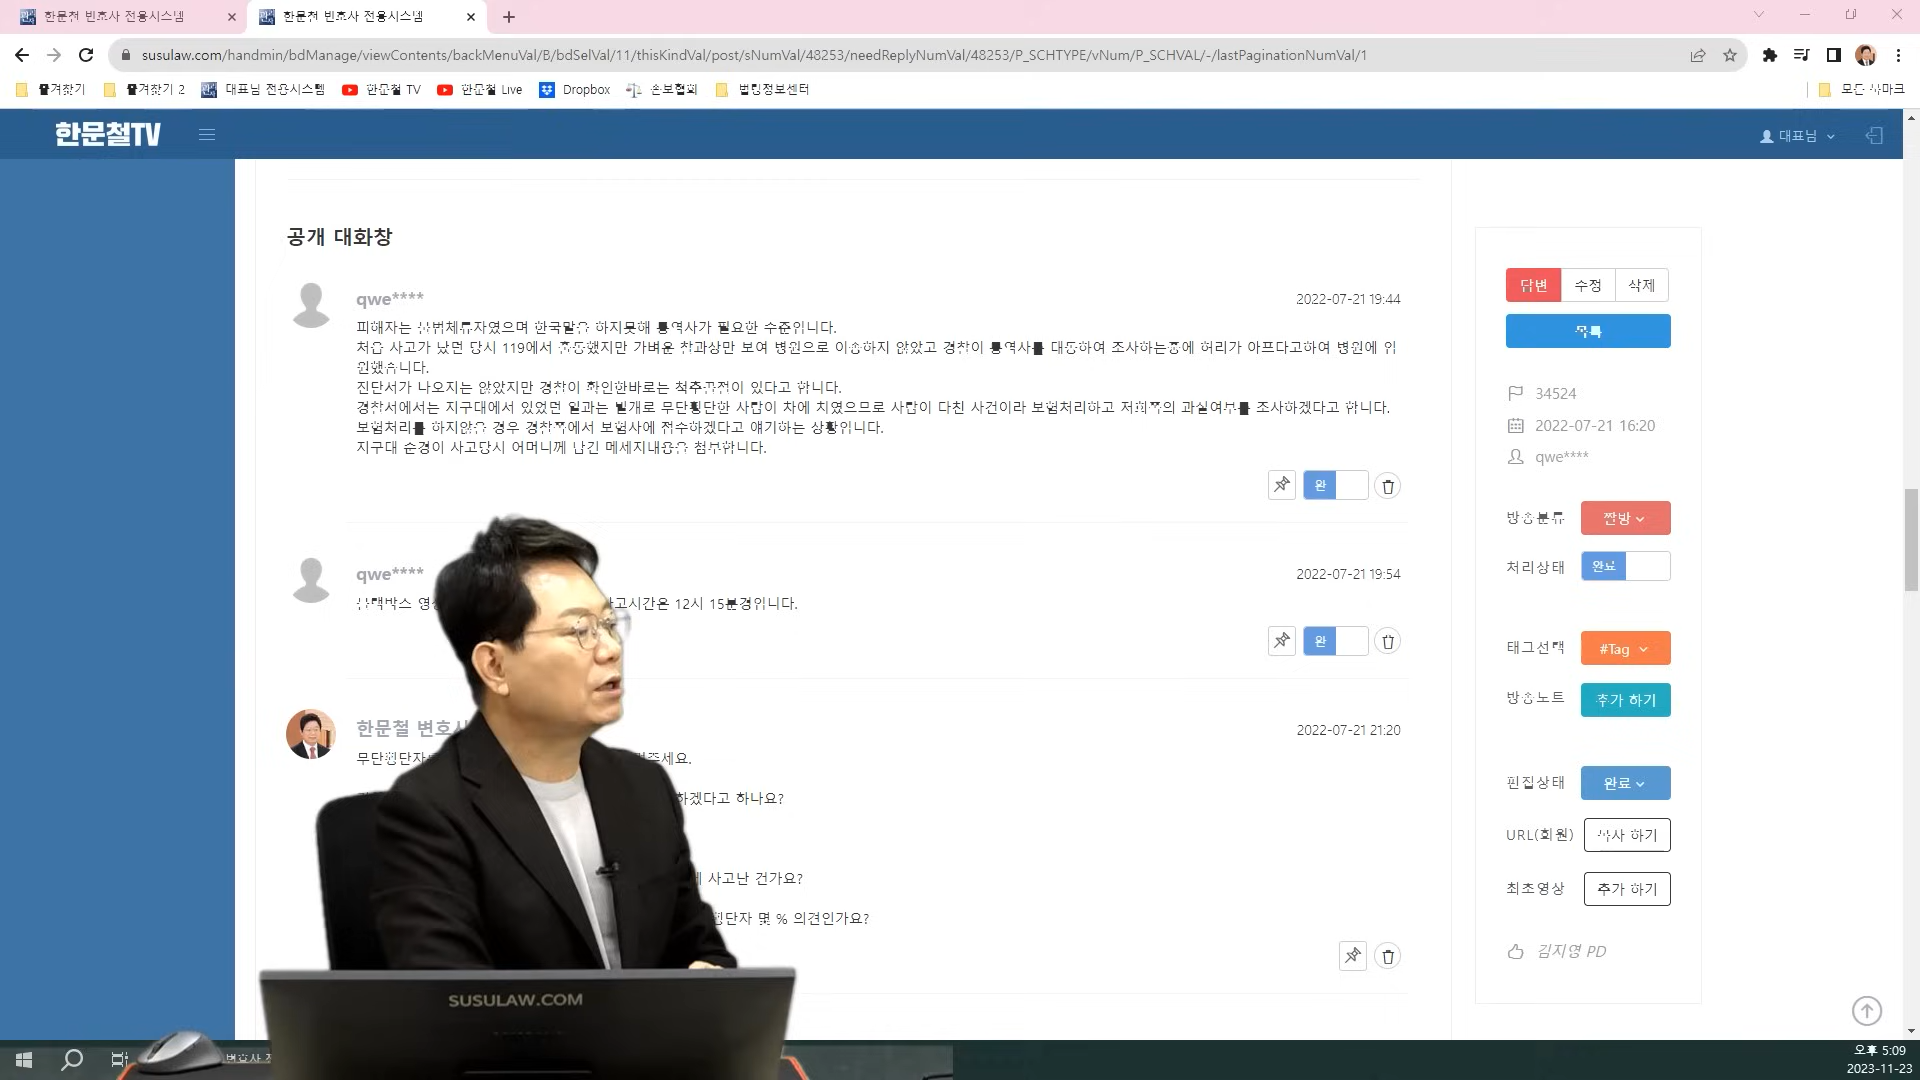 한문철 변호사 전용시스템
한문철 변호사 전용시스템
susulaw.com/handmin/bdManage/viewContents/backMenuVal/B/bdSelVal/11/thisKindVal/post/sNumVal/48253/needReplyNumVal/48253/P_SCHTYPE/vNum/P_SCHVAL/-/lastPaginationNumVal/1
즐겨찾기
즐겨찾기 2
대표님 전용시스템
한문철 TV
한문철 Live
Dropbox
손보협회
법령정보센터
모든 북마크
한문철TV
대표님
공개 대화창
qwe****
2022-07-21 19:44
피해자는 불법체류자였으며 한국말을 하지못해 통역사가 필요한 수준입니다.
처음 사고가 났던 당시 119에서 출동했지만 가벼운 찰과상만 보여 병원으로 이송하지 않았고 경찰이 통역사를 대동하여 조사하는중에 허리가 아프다고하여 병원에 입
원했습니다.
진단서가 나오지는 않았지만 경찰이 확인한바로는 척추골절이 있다고 합니다.
경찰서에서는 지구대에서 있었던 일과는 별개로 무단횡단한 사람이 차에 치였으므로 사람이 다친 사건이라 보험처리하고 저희쪽의 과실여부를 조사하겠다고 합니다.
보험처리를 하지않을 경우 경찰쪽에서 보험사에 접수하겠다고 얘기하는 상황입니다.
지구대 순경이 사고당시 어머니께 남긴 메세지내용을 첨부합니다.
완
qwe****
2022-07-21 19:54
블랙박스 사고시간은 12시 15분경입니다.
완
한문철 변호사
2022-07-21 21:20
무단횡단자 주세요.
하겠다고 하나요?
사고난 건가요?
횡단자 몇 % 의견인가요?
답변
수정
삭제
목록
34524
2022-07-21 16:20
qwe****
방송분류
짤방
처리상태
완료
태그선택
#Tag
방송노트
추가 하기
편집상태
완료
URL(회원)
복사 하기
최초영상
추가 하기
김지영 PD
SUSULAW.COM
변호사
오후 5:09
2023-11-23